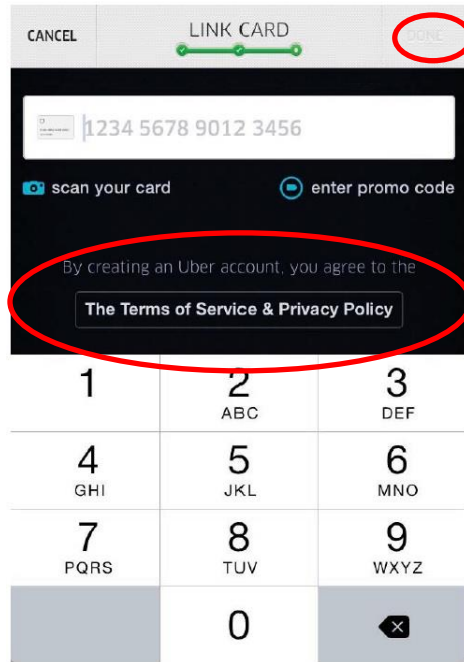 CANCEL LINK CARD DONE
1234 5678 9012 3456
scan your card enter promo code
By creating an Uber account, you agree to the
The Terms of Service & Privacy Policy
1 2 3
ABC DEF
4 5 6
GHI JKL MNO
7 8 9
PQRS TUV WXYZ
0